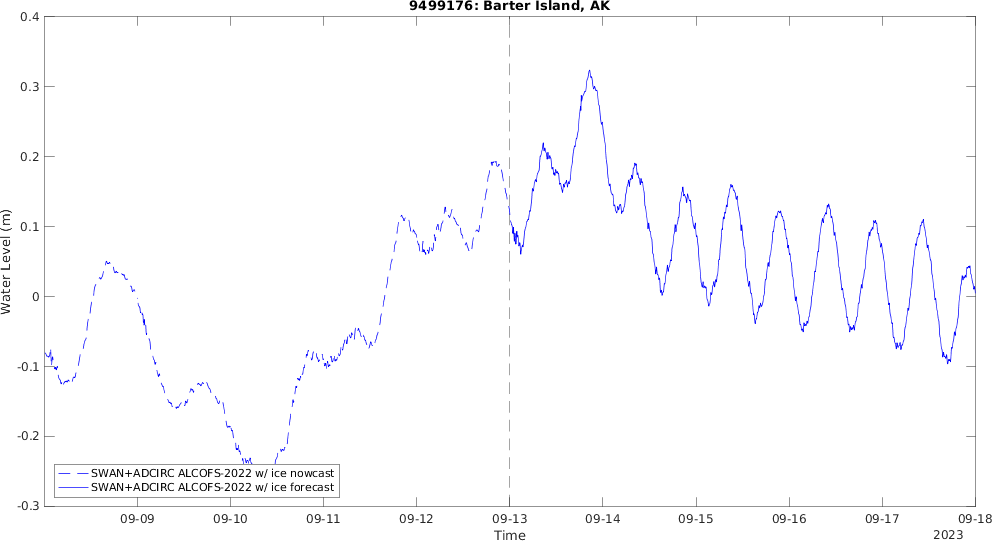 9499176: Barter Island, AK
Water Level (m)
0.4
0.3
0.2
0.1
0
-0.1
-0.2
-0.3
SWAN+ADCIRC ALCOFS-2022 w/ ice nowcast
SWAN+ADCIRC ALCOFS-2022 w/ ice forecast
09-09 09-10 09-11 09-12 09-13 09-14 09-15 09-16 09-17 09-18
Time
2023